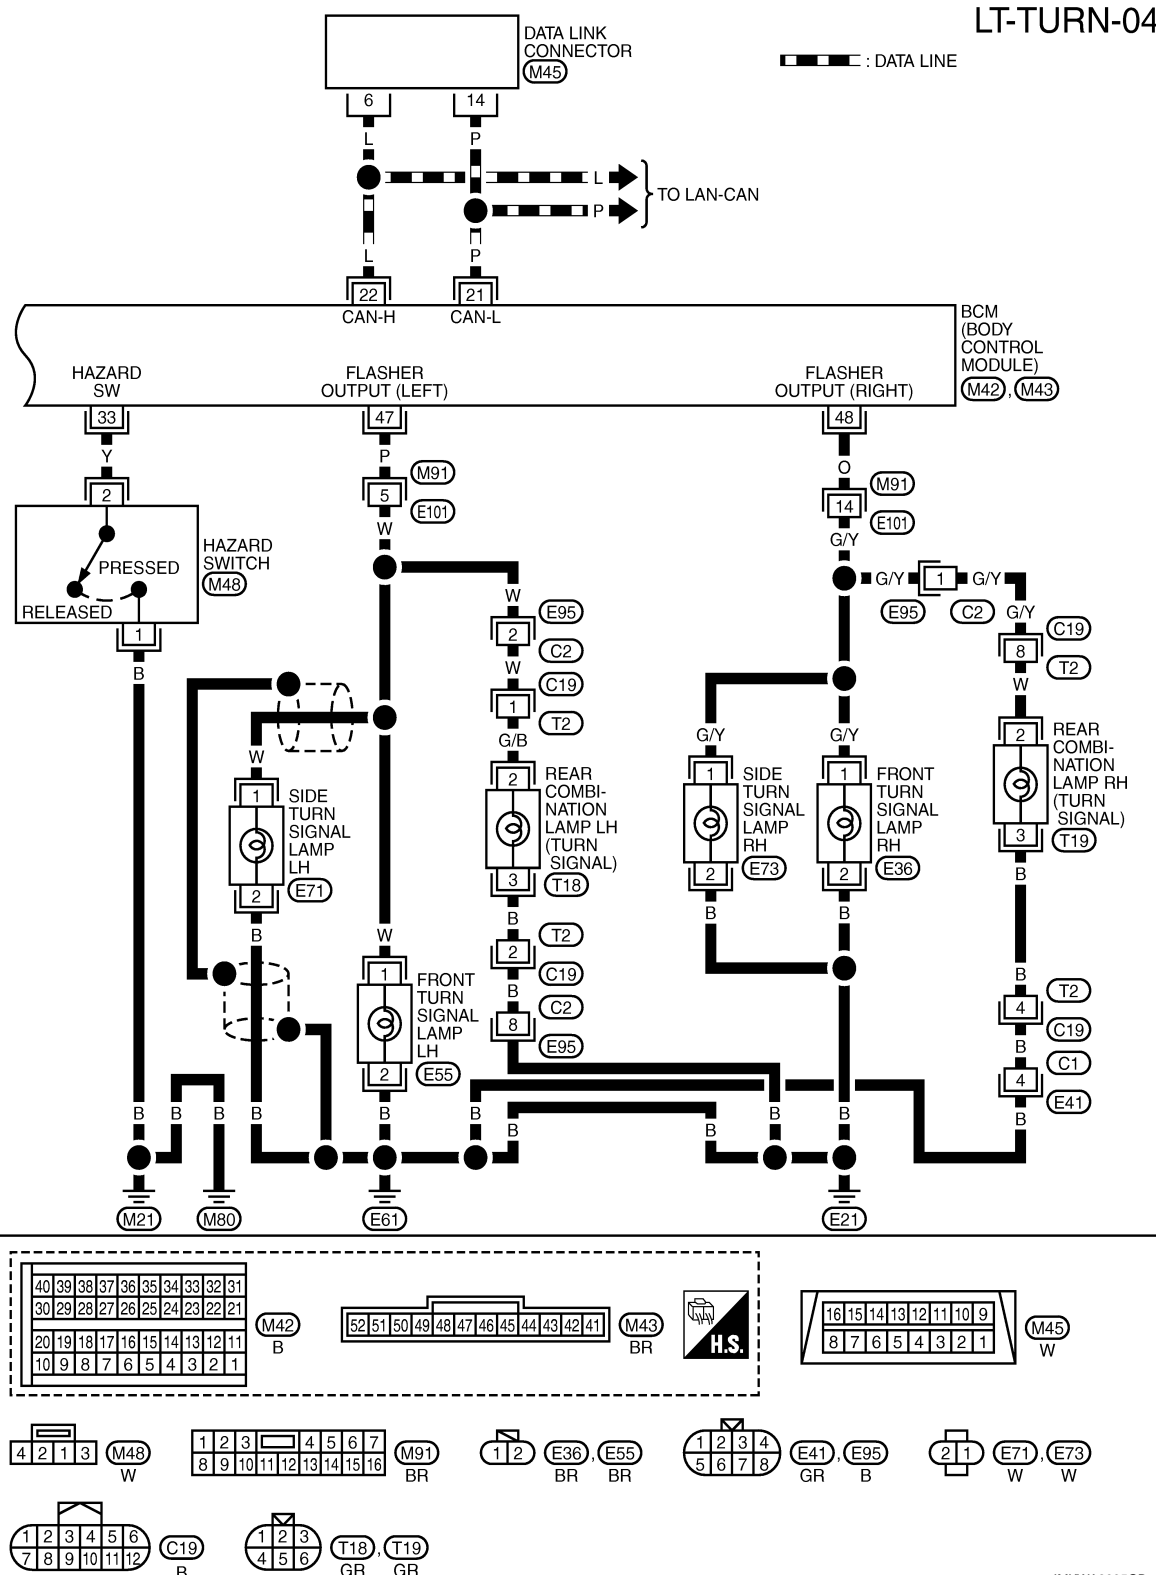 LT-TURN-04
DATA LINK
CONNECTOR
M45
: DATA LINE
6 14
L P
L
P
TO LAN-CAN
L P
22 21
CAN-H CAN-L
BCM
(BODY
CONTROL
MODULE)
M42 , M43
HAZARD
SW
FLASHER
OUTPUT (LEFT)
FLASHER
OUTPUT (RIGHT)
33 47 48
Y P O
M91
M91
2 5 14
E101
E101
W
G/Y
HAZARD
SWITCH
M48
PRESSED
RELEASED
1
B
G/Y 1 G/Y
E95 C2
G/Y
W
E95
2
C2
W
C19
1
T2
G/B
C19
8
T2
W
2
REAR
COMBI-
NATION
LAMP RH
(TURN
SIGNAL)
3
T19
B
W
1
SIDE
TURN
SIGNAL
LAMP
LH
2
E71
B
2
REAR
COMBI-
NATION
LAMP LH
(TURN
SIGNAL)
3
T18
B
G/Y G/Y
1
SIDE
TURN
SIGNAL
LAMP
RH
2
E73
B
1
FRONT
TURN
SIGNAL
LAMP
RH
2
E36
B
W
1
FRONT
TURN
SIGNAL
LAMP
LH
2
E55
T2
2
C19
B
C2
8
E95
B
T2
4
C19
B
C1
4
E41
B
B B B B B B B B
B B
M21 M80 E61 E21
40 39 38 37 36 35 34 33 32 31
30 29 28 27 26 25 24 23 22 21
20 19 18 17 16 15 14 13 12 11
10 9 8 7 6 5 4 3 2 1
M42
B
52 51 50 49 48 47 46 45 44 43 42 41
M43
BR
H.S.
16 15 14 13 12 11 10 9
8 7 6 5 4 3 2 1
M45
W
4 2 1 3
M48
W
1 2 3 4 5 6 7
8 9 10 11 12 13 14 15 16
M91
BR
1 2
E36 , E55
BR BR
1 2 3 4
5 6 7 8
E41 , E95
GR B
2 1
E71 , E73
W W
1 2 3 4 5 6
7 8 9 10 11 12
C19
B
1 2 3
4 5 6
T18 , T19
GR GR